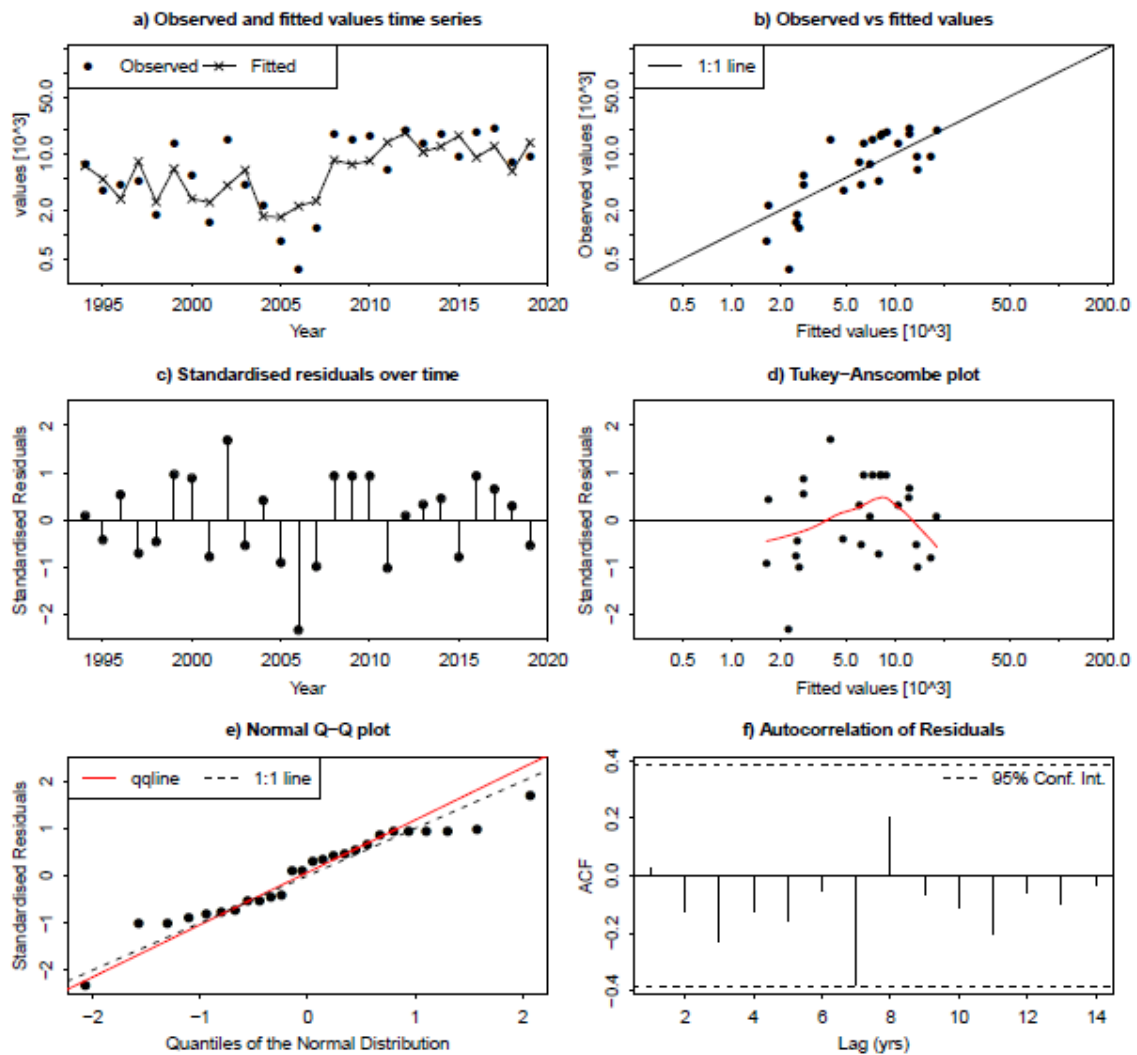 a) Observed and fitted values time series
Observed Fitted
values [10^3]
0.5 2.0 10.0 50.0
1995 2000 2005 2010 2015 2020
Year
b) Observed vs fitted values
1:1 line
Observed values [10^3]
0.5 2.0 10.0 50.0
0.5 1.0 2.0 5.0 10.0 50.0 200.0
Fitted values [10^3]
c) Standardised residuals over time
Standardised Residuals
−2 −1 0 1 2
1995 2000 2005 2010 2015 2020
Year
d) Tukey−Anscombe plot
Standardised Residuals
−2 −1 0 1 2
0.5 1.0 2.0 5.0 10.0 50.0 200.0
Fitted values [10^3]
e) Normal Q−Q plot
qqline 1:1 line
Standardised Residuals
−2 −1 0 1 2
−2 −1 0 1 2
Quantiles of the Normal Distribution
f) Autocorrelation of Residuals
95% Conf. Int.
ACF
−0.4 −0.2 0.0 0.2 0.4
2 4 6 8 10 12 14
Lag (yrs)